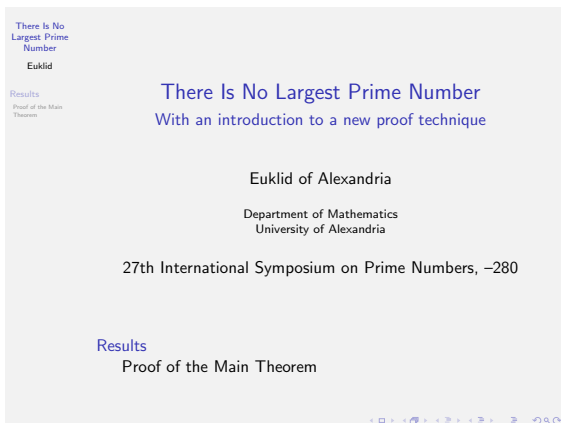 There Is No
Largest Prime
Number
Euklid
Results
Proof of the Main
Theorem
There Is No Largest Prime Number
With an introduction to a new proof technique
Euklid of Alexandria
Department of Mathematics
University of Alexandria
27th International Symposium on Prime Numbers, –280
Results
Proof of the Main Theorem